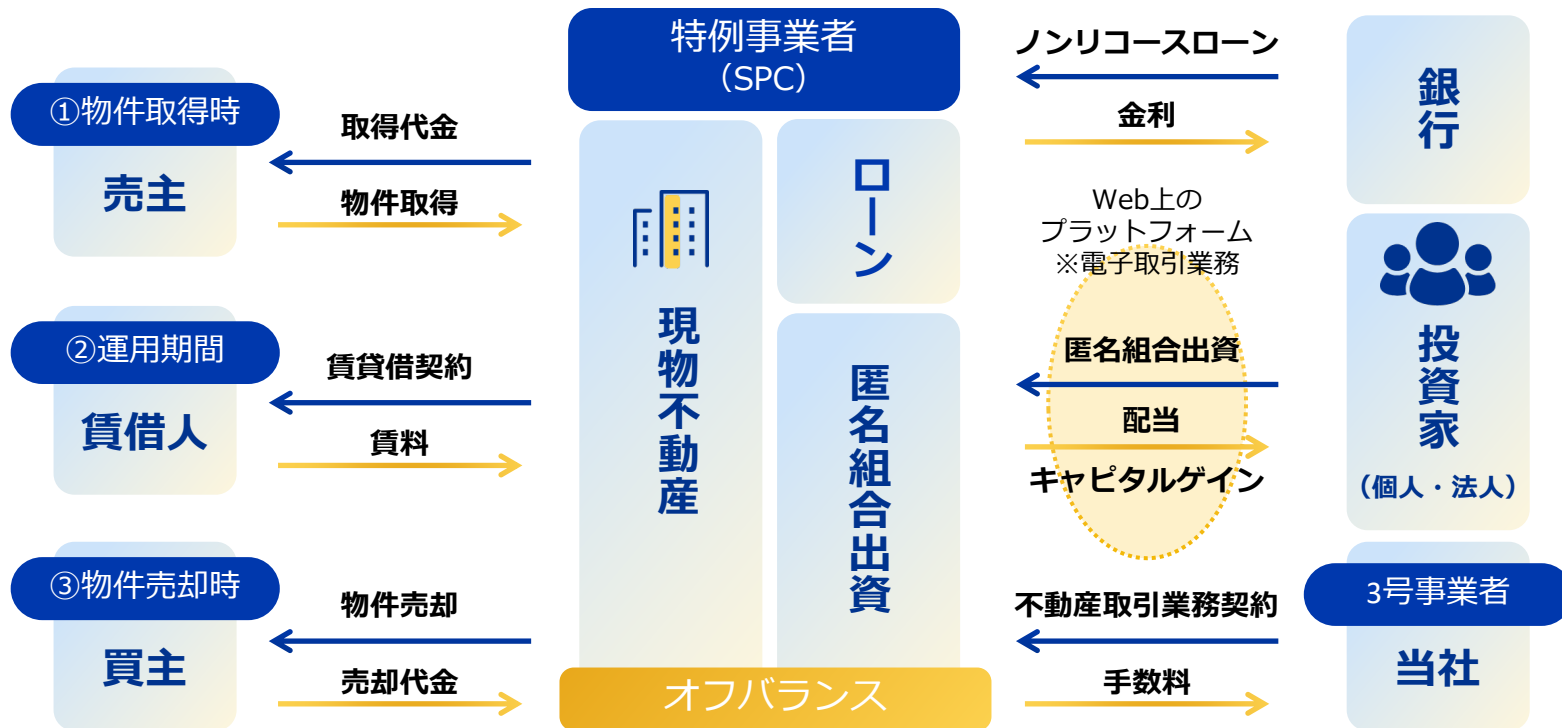 特例事業者
（SPC）
①物件取得時
売主
取得代金
物件取得
②運用期間
賃借人
賃貸借契約
賃料
③物件売却時
買主
物件売却
売却代金
現物不動産
ローン
匿名組合出資
オフバランス
ノンリコースローン
金利
銀行
Web上の
プラットフォーム
※電子取引業務
匿名組合出資
配当
キャピタルゲイン
投資家
（個人・法人）
不動産取引業務契約
手数料
3号事業者
当社